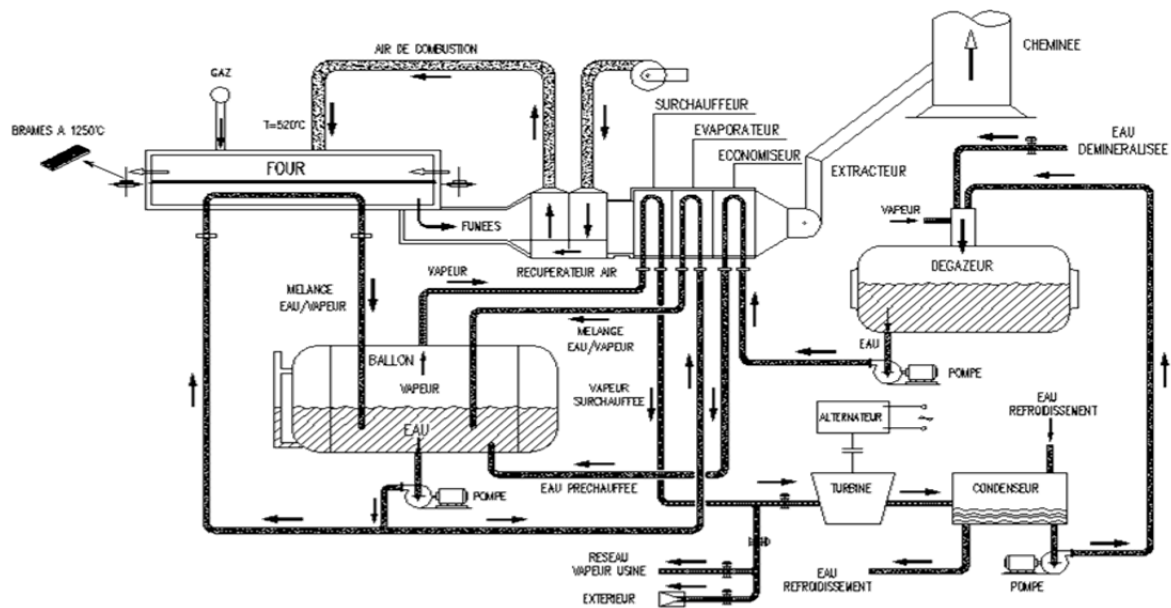 AIR DE COMBUSTION
CHEMINEE
GAZ
SURCHAUFFEUR
T=520°C
EVAPORATEUR
BRAMES A 1250°C
ECONOMISEUR
EAU
DEMINERALISEE
FOUR
EXTRACTEUR
FUMEES
VAPEUR
VAPEUR
RECUPERATEUR AIR
DEGAZEUR
MELANGE
EAU/VAPEUR
MELANGE
EAU/VAPEUR
EAU
BALLON
VAPEUR
POMPE
VAPEUR
SURCHAUFFEE
EAU
REFROIDISSEMENT
ALTERNATEUR
EAU
EAU PRECHAUFFEE
POMPE
TURBINE
CONDENSEUR
RESEAU
VAPEUR USINE
EAU
REFROIDISSEMENT
POMPE
EXTERIEUR